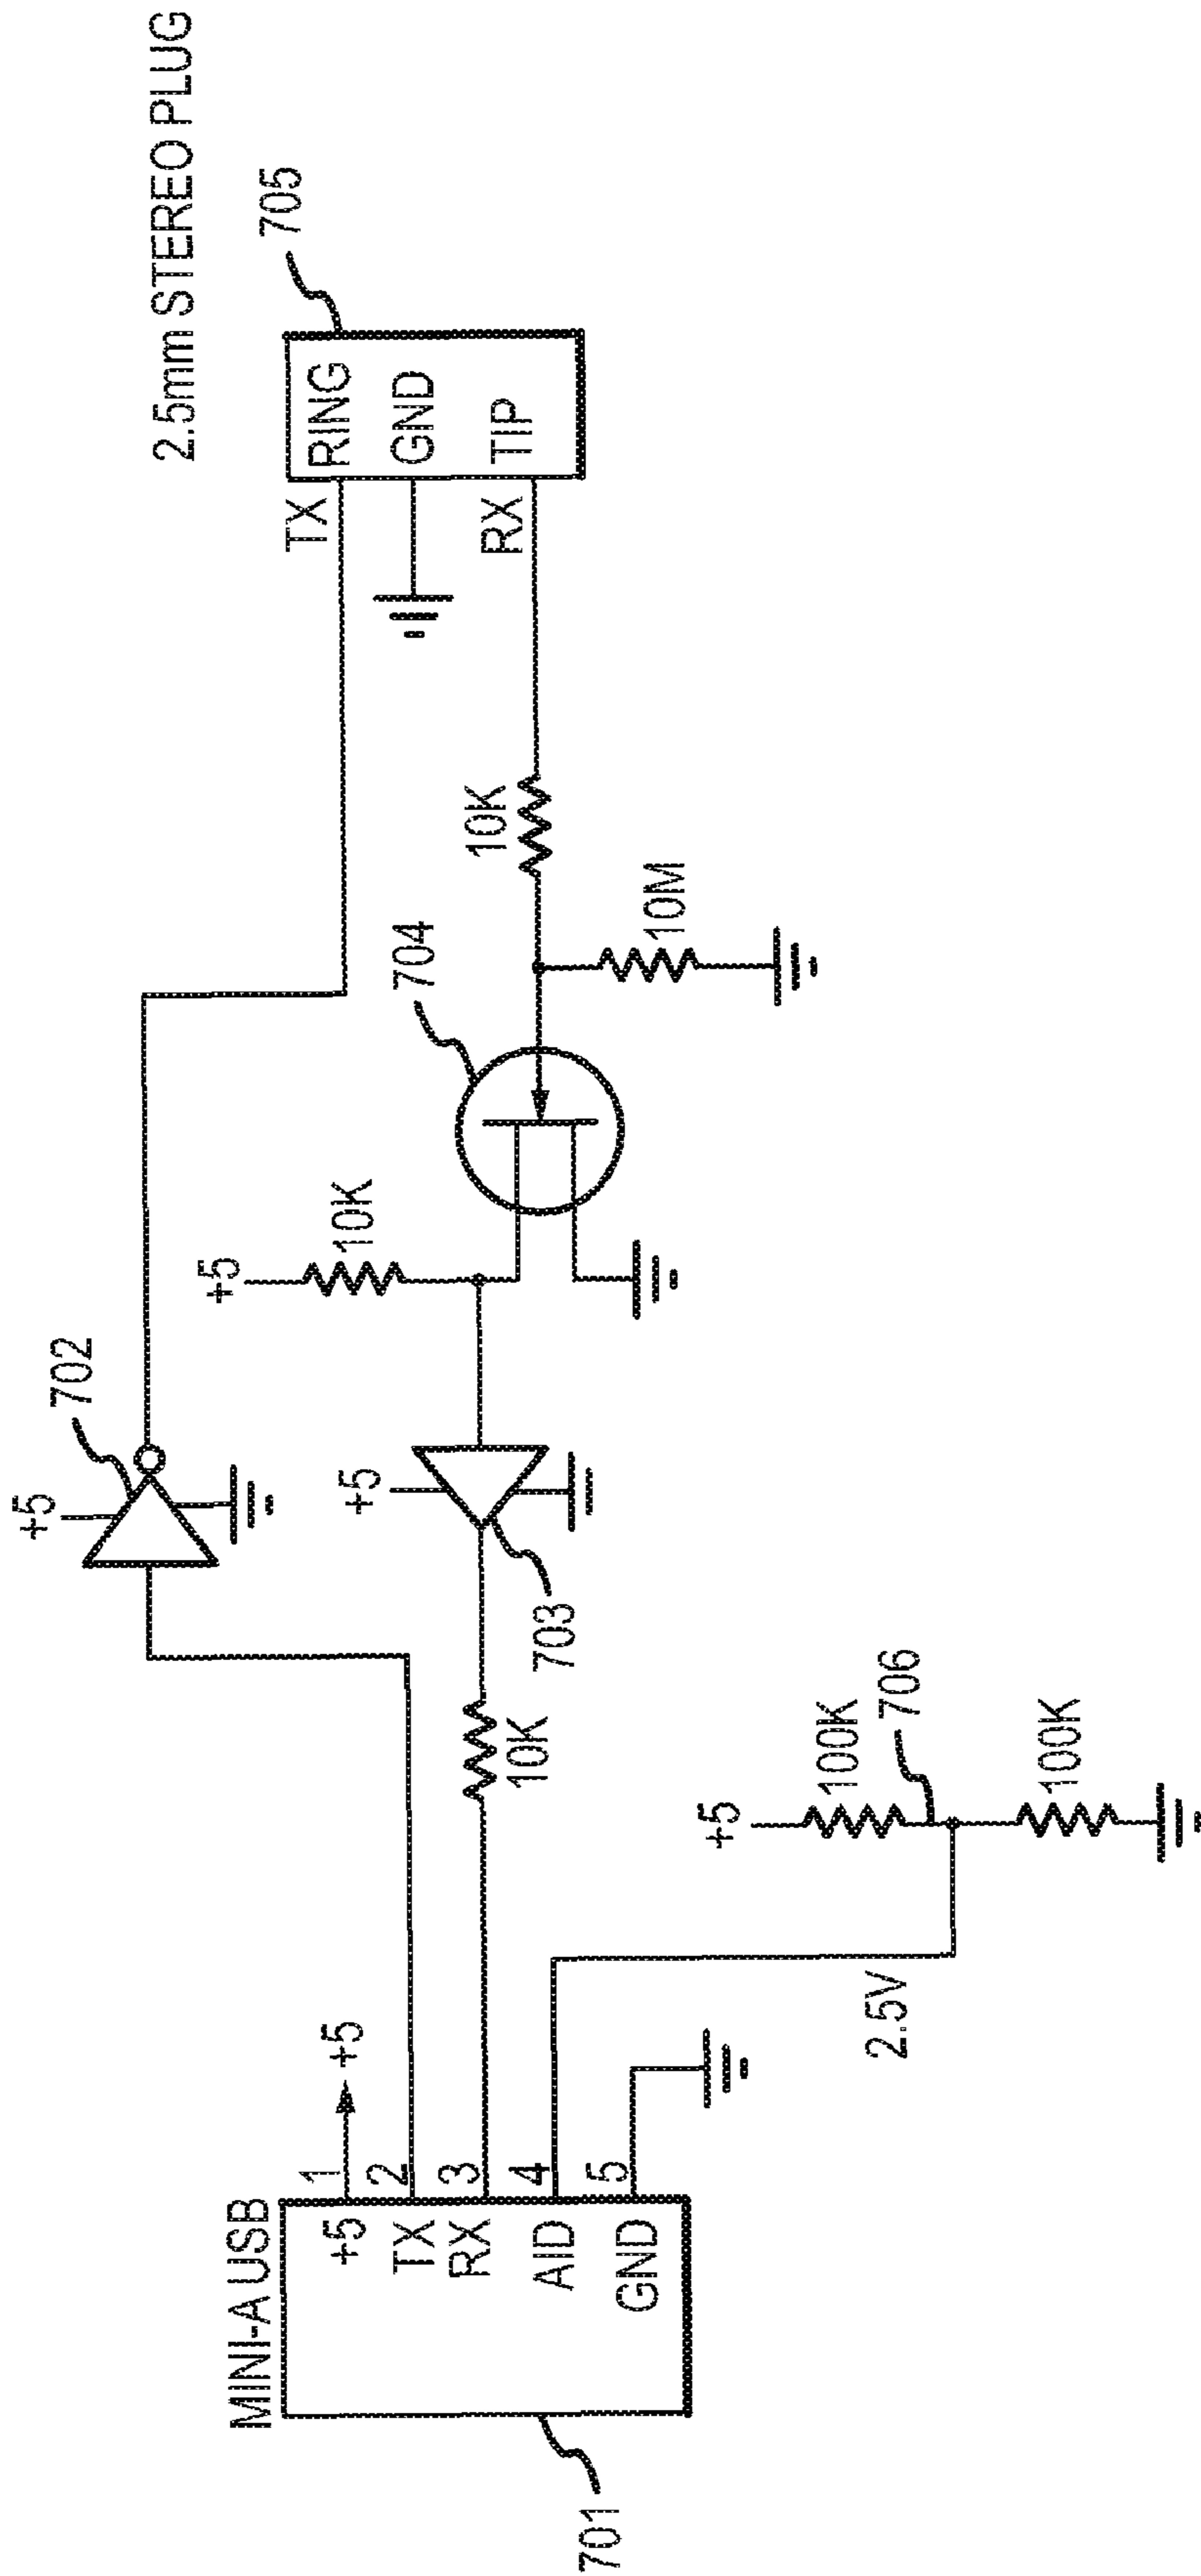 2.5mm STEREO PLUG
705
TX
RING
GND
RX
TIP
10K
10M
704
+5
10K
702
+5
+5
703
10K
+5
100K
706
100K
2.5V
MINI-A USB
+5
1
+5
TX
2
RX
3
AID
4
GND
5
701